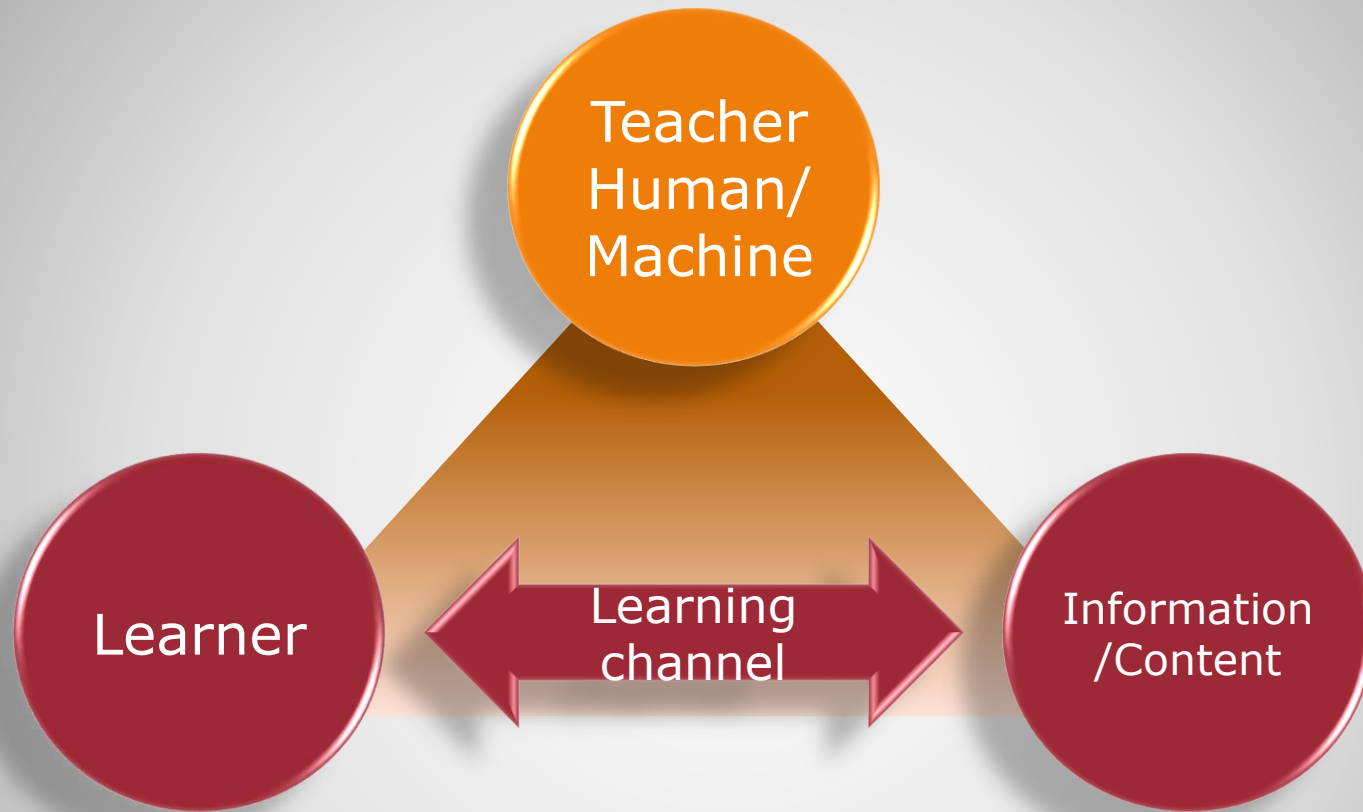 Teacher
Human/
Machine
Learner
Learning
channel
Information
/Content